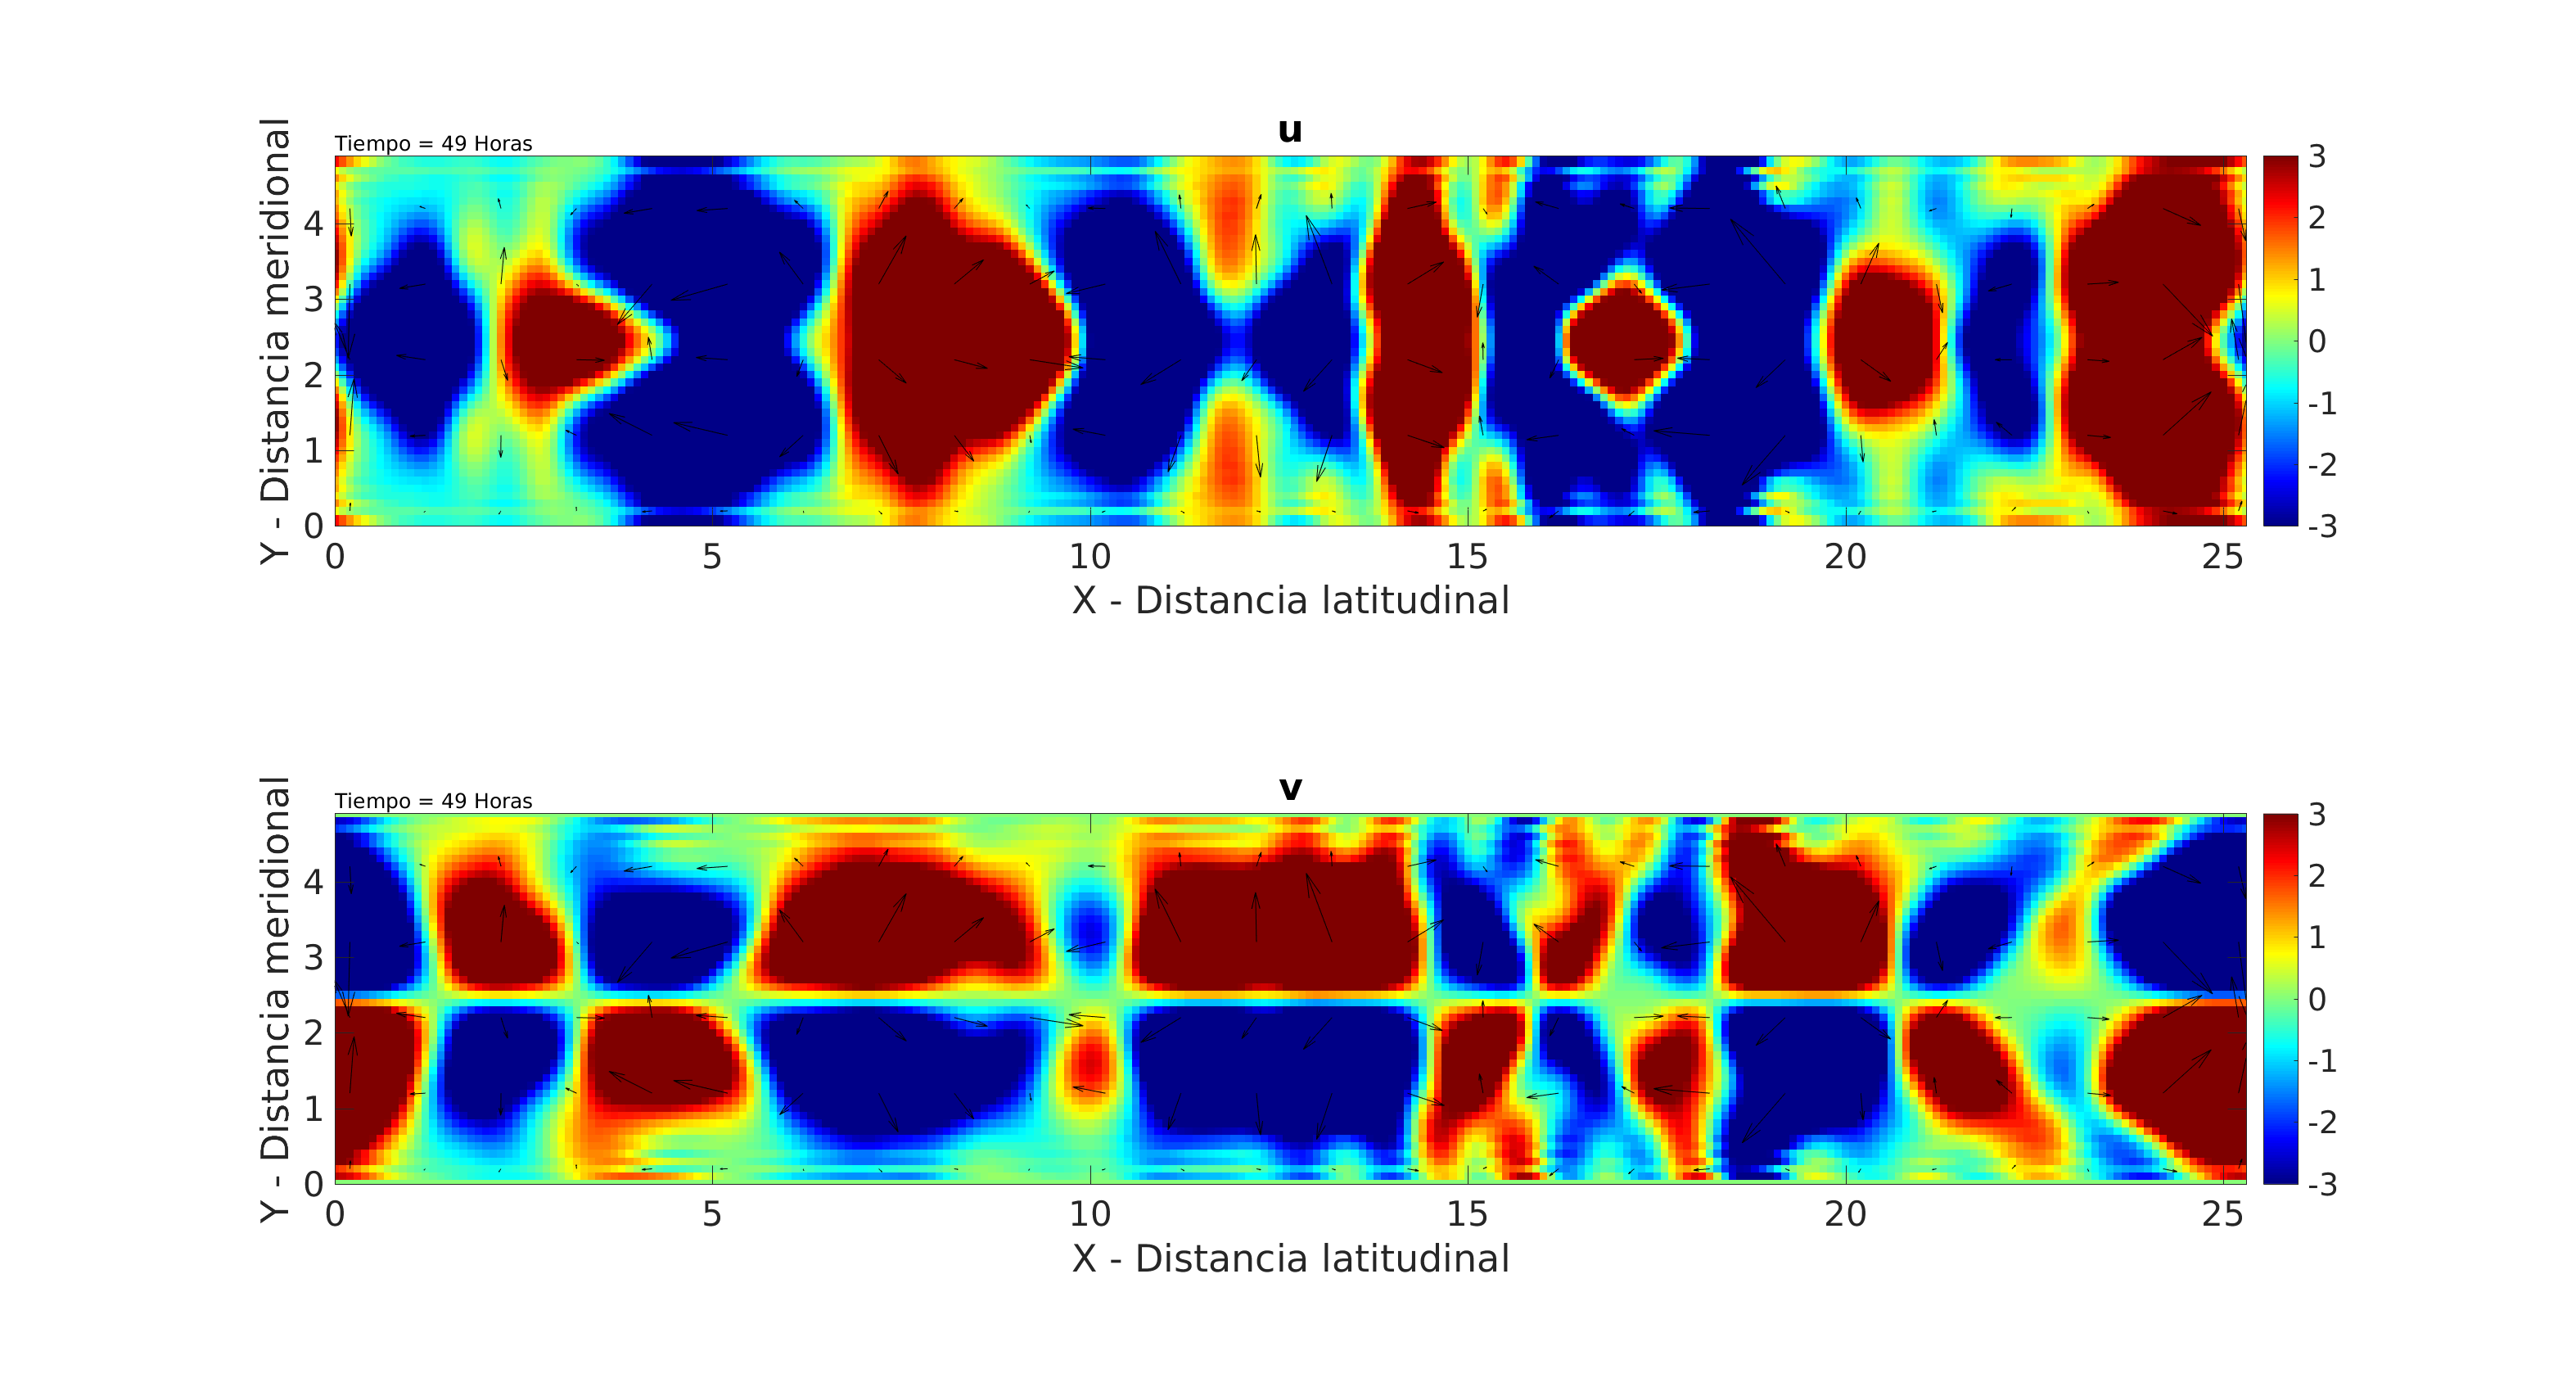 u
Tiempo = 49 Horas
Y - Distancia meridional
4
3
2
1
0
0 5 10 15 20 25
X - Distancia latitudinal
3
2
1
0
-1
-2
-3
v
Tiempo = 49 Horas
Y - Distancia meridional
4
3
2
1
0
0 5 10 15 20 25
X - Distancia latitudinal
3
2
1
0
-1
-2
-3